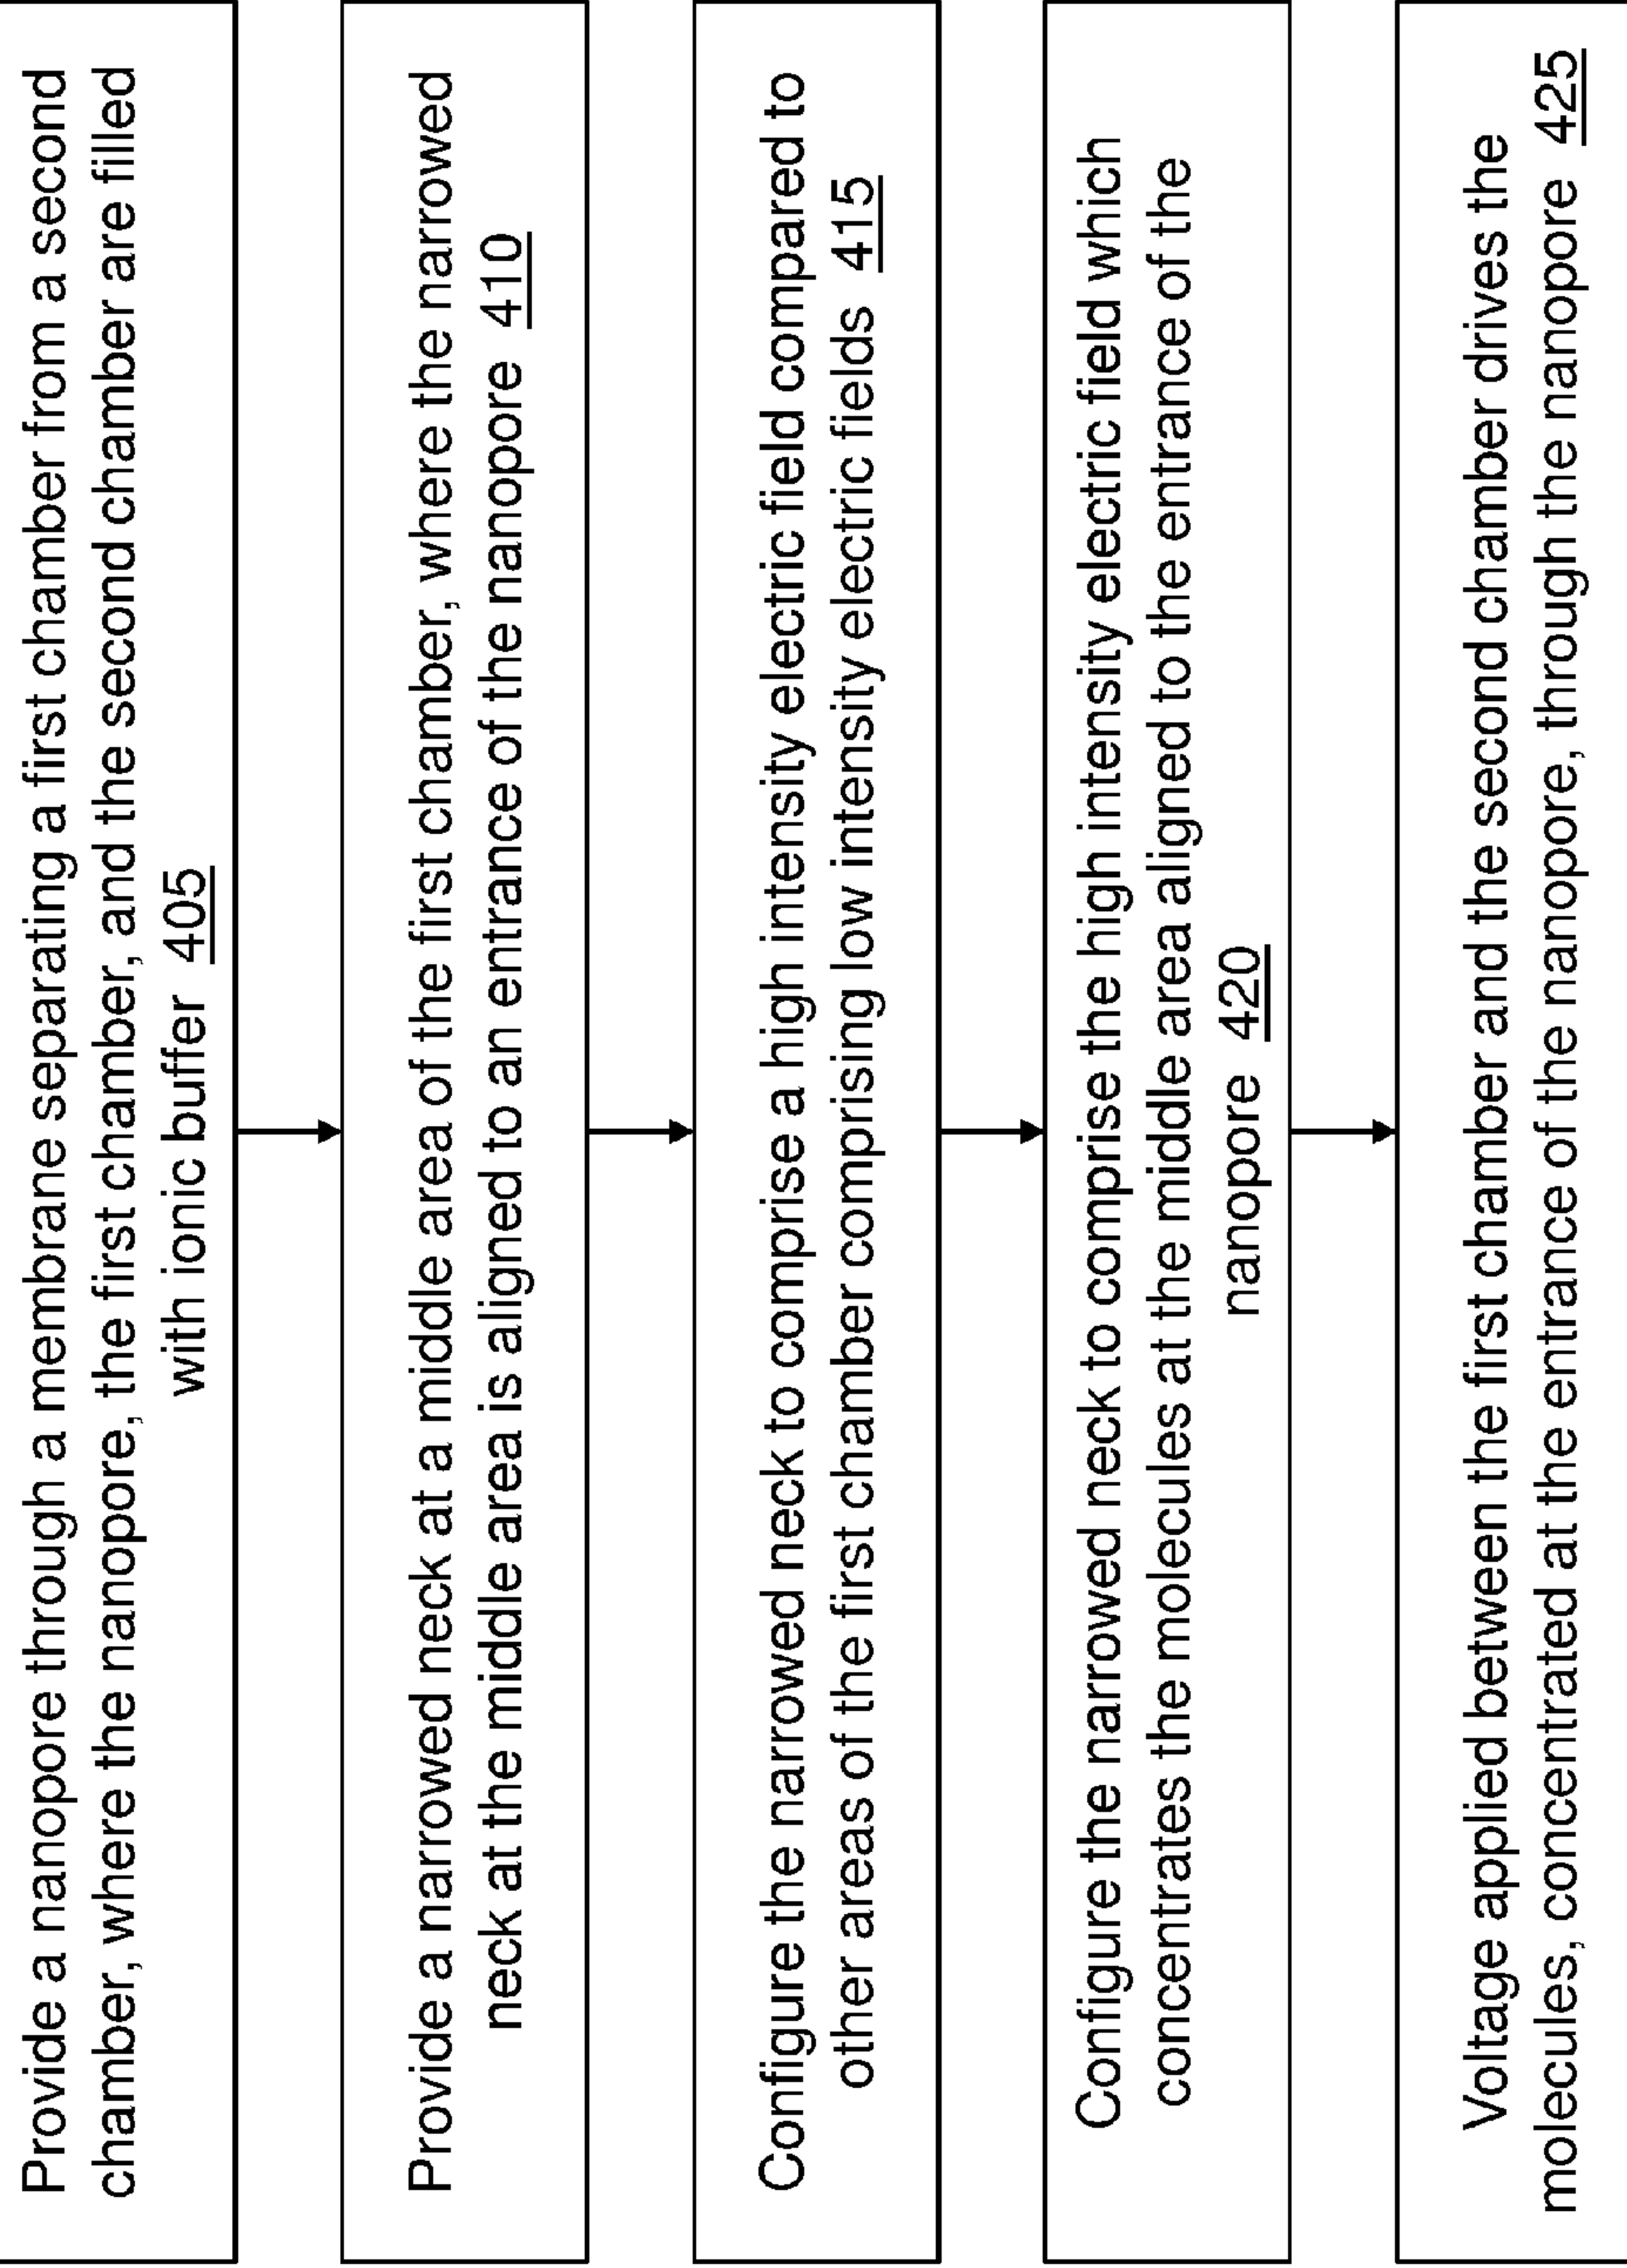 Provide a nanopore through a membrane separating a first chamber from a second
chamber, where the nanopore, the first chamber, and the second chamber are filled
with ionic buffer 405
Provide a narrowed neck at a middle area of the first chamber, where the narrowed
neck at the middle area is aligned to an entrance of the nanopore 410
Configure the narrowed neck to comprise a high intensity electric field compared to
other areas of the first chamber comprising low intensity electric fields 415
Configure the narrowed neck to comprise the high intensity electric field which
concentrates the molecules at the middle area aligned to the entrance of the
nanopore 420
Voltage applied between the first chamber and the second chamber drives the
molecules, concentrated at the entrance of the nanopore, through the nanopore 425